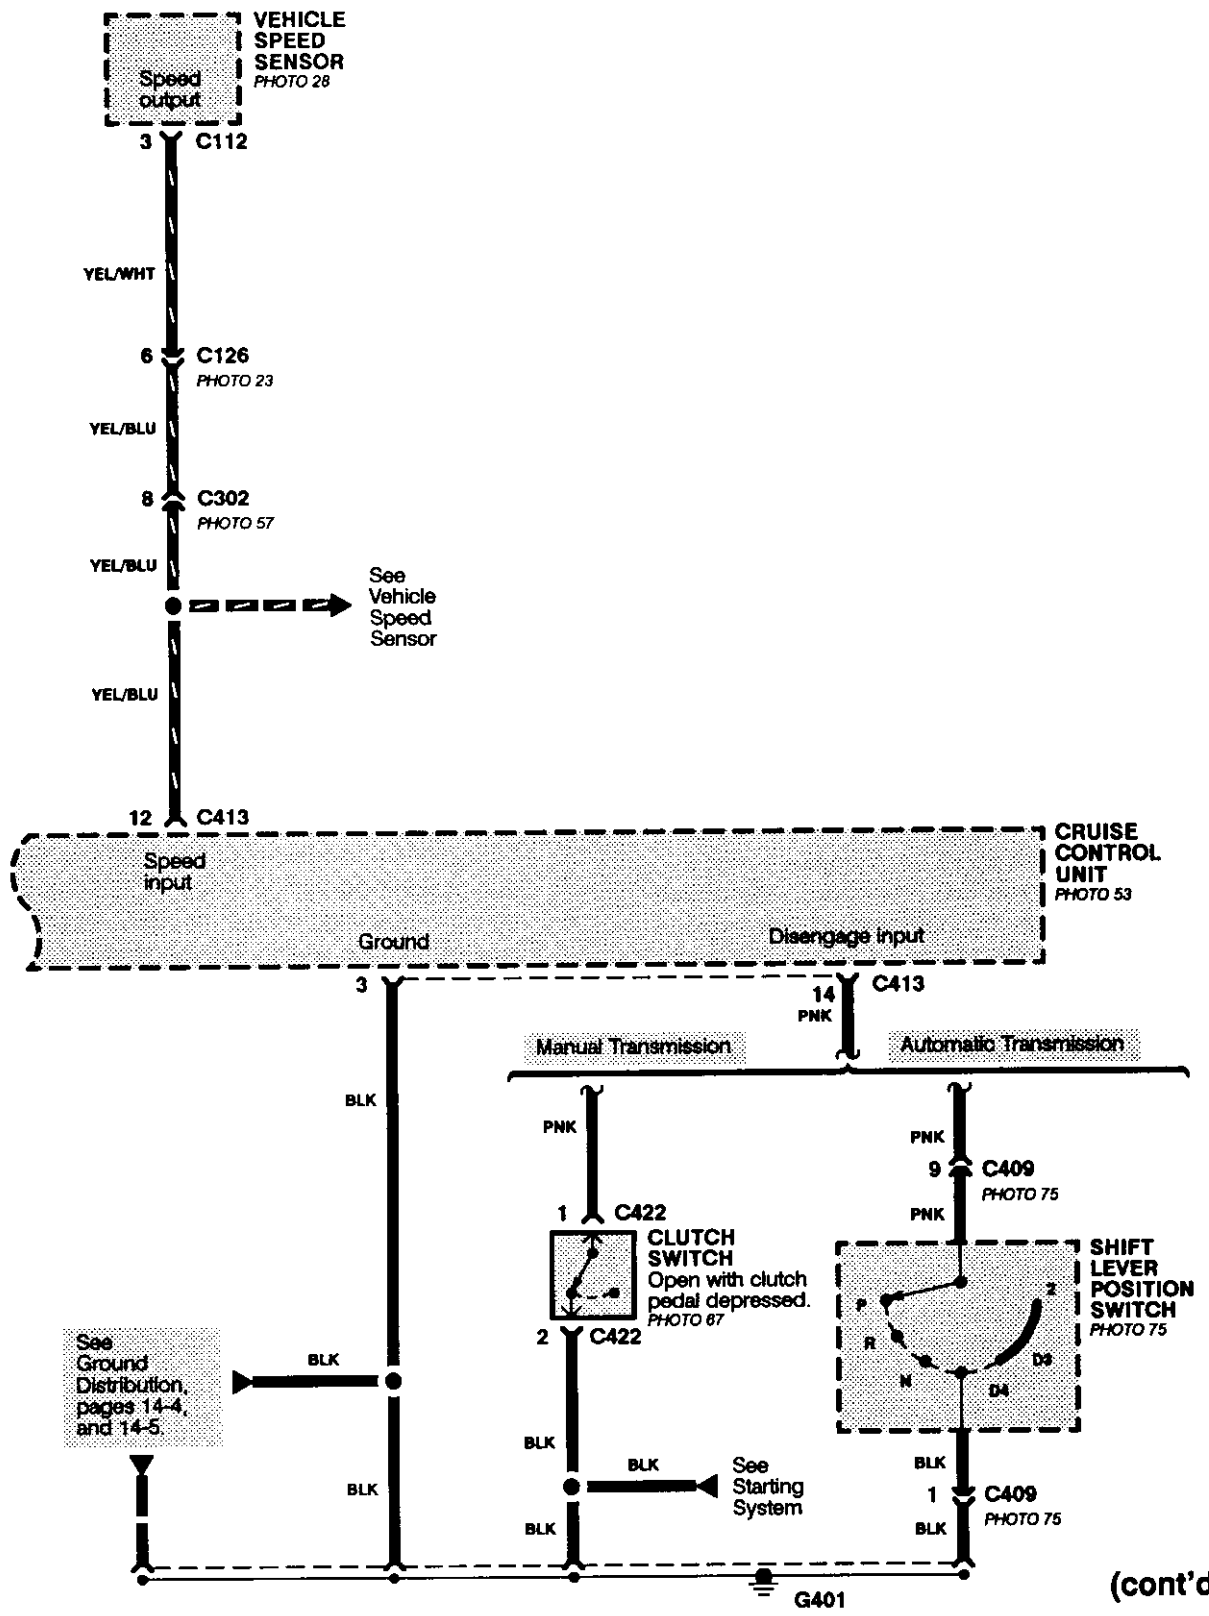 VEHICLE
SPEED
SENSOR
PHOTO 28
Speed
output
3 C112
YEL/WHT
6 C126
PHOTO 23
YEL/BLU
8 C302
PHOTO 57
YEL/BLU
See
Vehicle
Speed
Sensor
YEL/BLU
12 C413
CRUISE
CONTROL
UNIT
PHOTO 53
Speed
input
Ground
Disengage input
3
14 C413
PNK
Manual Transmission
Automatic Transmission
BLK
PNK
PNK
9 C409
PHOTO 75
PNK
1 C422
CLUTCH
SWITCH
Open with clutch
pedal depressed.
PHOTO 67
2 C422
SHIFT
LEVER
POSITION
SWITCH
PHOTO 75
P
R
N
D4
D3
2
See
Ground
Distribution,
pages 14-4,
and 14-5.
BLK
BLK
BLK
BLK
See
Starting
System
BLK
BLK
1 C409
PHOTO 75
BLK
G401
(cont'd